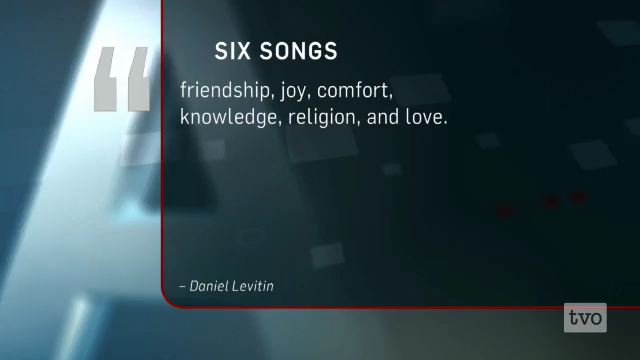 SIX SONGS
friendship, joy, comfort,
knowledge, religion, and love.
– Daniel Levitin
tvo